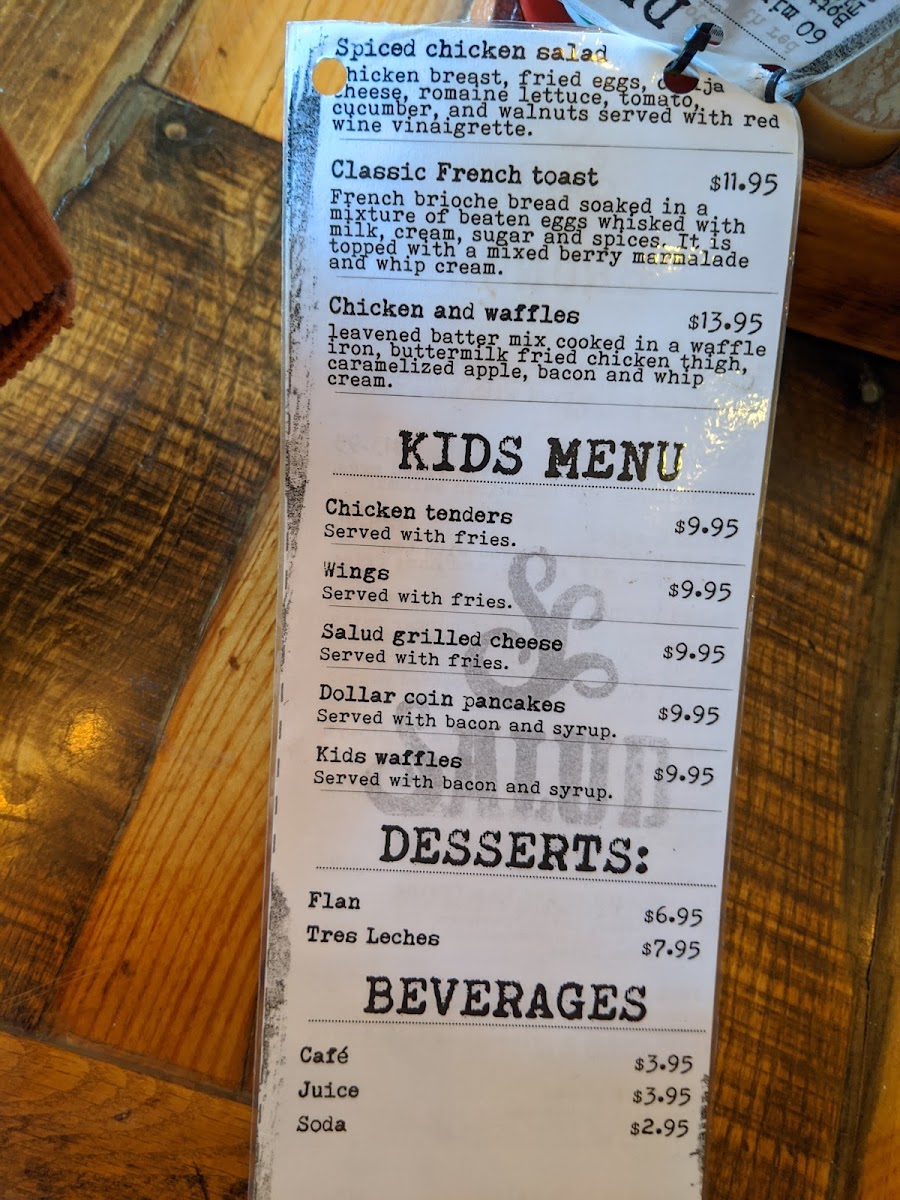 Spiced chicken salad
chicken breast, fried eggs,
cheese, romaine lettuce, tomato,
cucumber, and walnuts served with red
wine vinaigrette.
Classic French toast $11.95
French brioche bread soaked in a
mixture of beaten eggs whisked with
milk, cream, sugar and spices. It is
topped with a mixed berry marmalade
and whip cream.
Chicken and waffles $13.95
leavened batter mix cooked in a waffle
iron, buttermilk fried chicken thigh,
caramelized apple, bacon and whip
cream.
KIDS MENU
Chicken tenders $9.95
Served with fries.
Wings $9.95
Served with fries.
Salud grilled cheese $9.95
Served with fries.
Dollar coin pancakes $9.95
Served with bacon and syrup.
Kids waffles $9.95
Served with bacon and syrup.
SALUD
DESSERTS:
Flan $6.95
Tres Leches $7.95
BEVERAGES
Café $3.95
Juice $3.95
Soda $2.95
60 mi